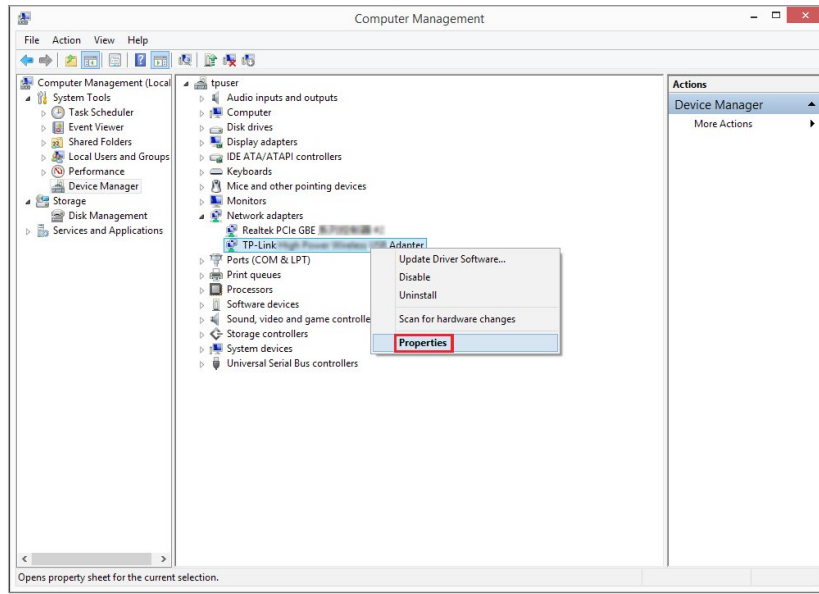 Computer Management
File Action View Help
Computer Management (Local
System Tools
Task Scheduler
Event Viewer
Shared Folders
Local Users and Groups
Performance
Device Manager
Storage
Disk Management
Services and Applications
tpuser
Audio inputs and outputs
Computer
Disk drives
Display adapters
IDE ATA/ATAPI controllers
Keyboards
Mice and other pointing devices
Monitors
Network adapters
Realtek PCIe GBE
TP-Link Adapter
Ports (COM & LPT)
Print queues
Processors
Software devices
Sound, video and game controlle
Storage controllers
System devices
Universal Serial Bus controllers
Update Driver Software...
Disable
Uninstall
Scan for hardware changes
Properties
Actions
Device Manager
More Actions
Opens property sheet for the current selection.